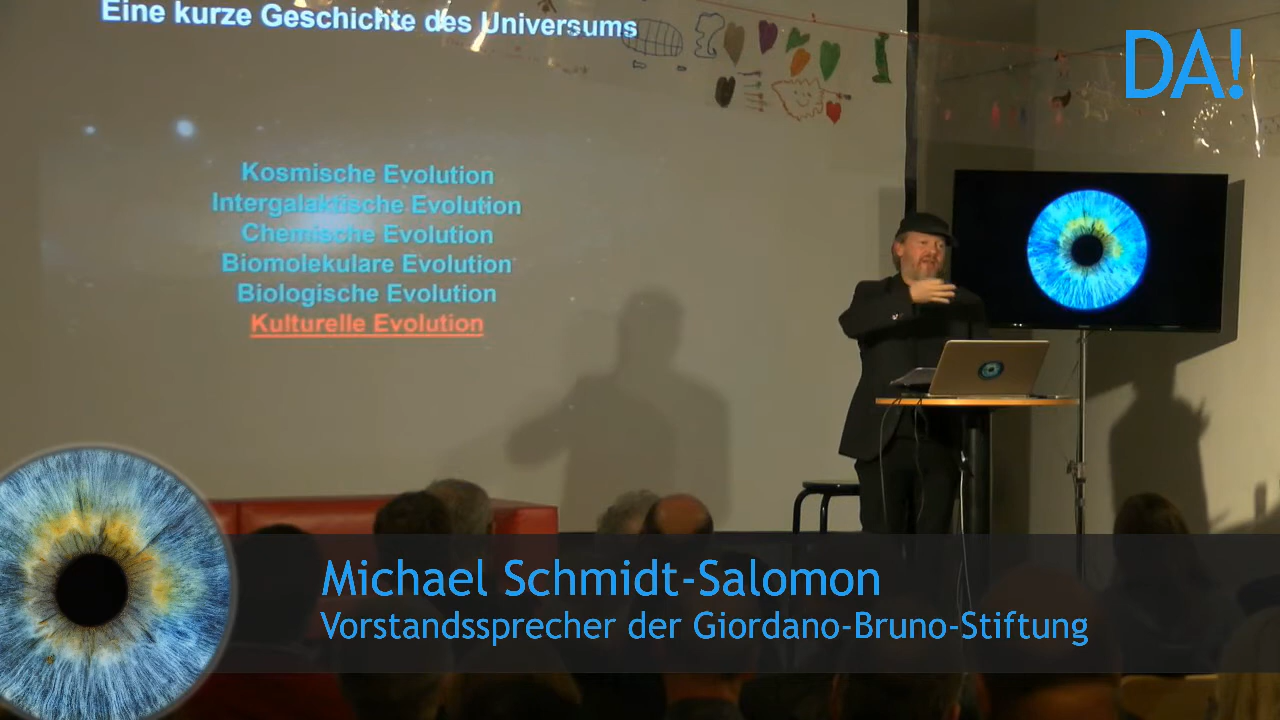 Eine kurze Geschichte des Universums
DA!
Kosmische Evolution
Intergalaktische Evolution
Chemische Evolution
Biomolekulare Evolution
Biologische Evolution
Kulturelle Evolution
Michael Schmidt-Salomon
Vorstandssprecher der Giordano-Bruno-Stiftung